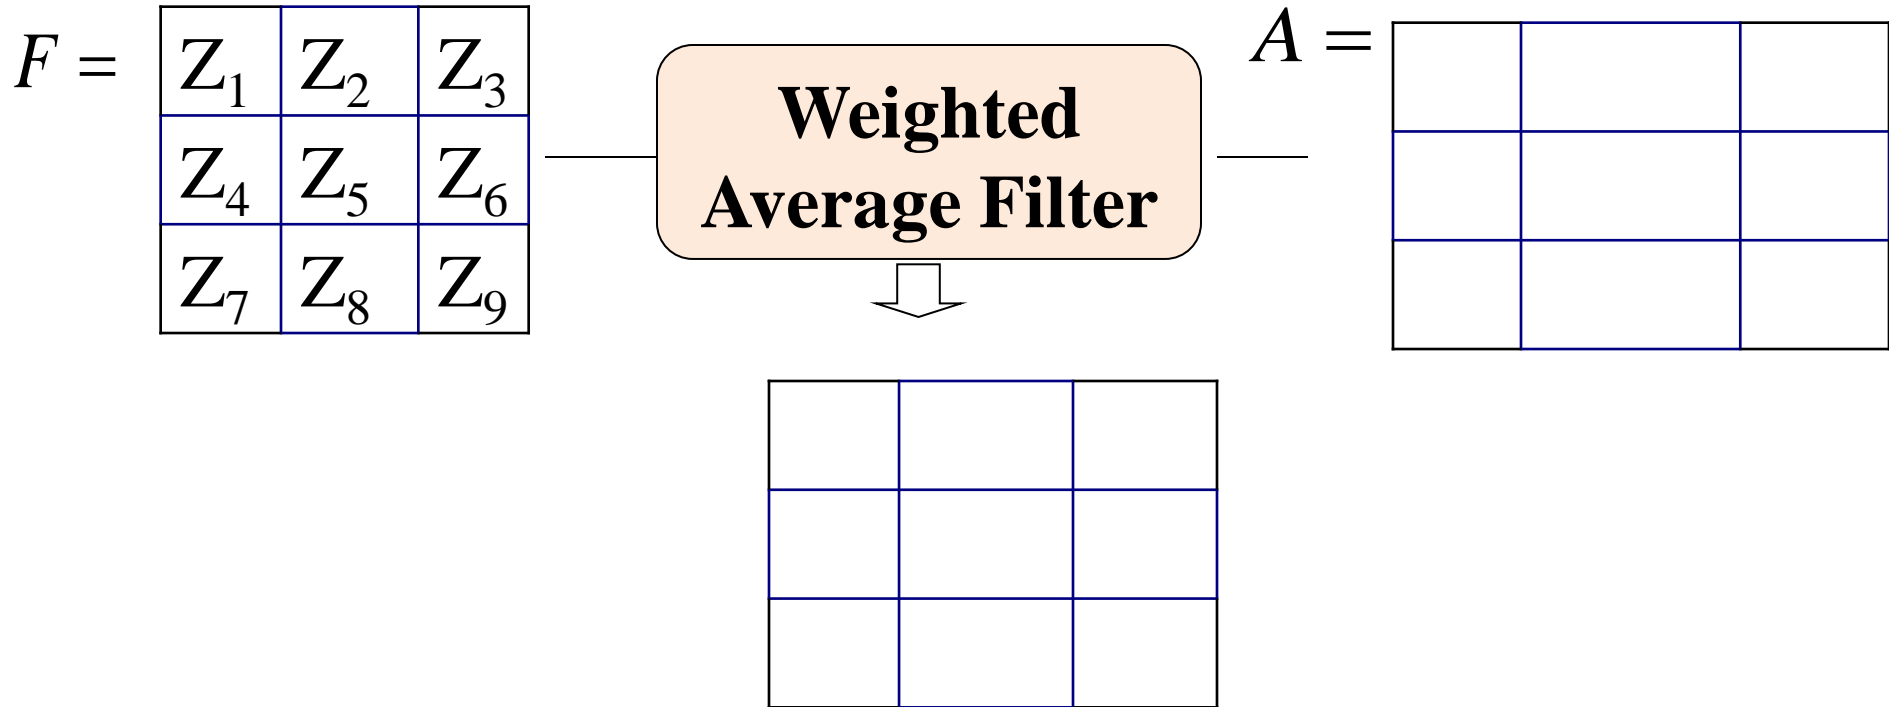 F =
Z₁ Z₂ Z₃
Z₄ Z₅ Z₆
Z₇ Z₈ Z₉
Weighted
Average Filter
A =